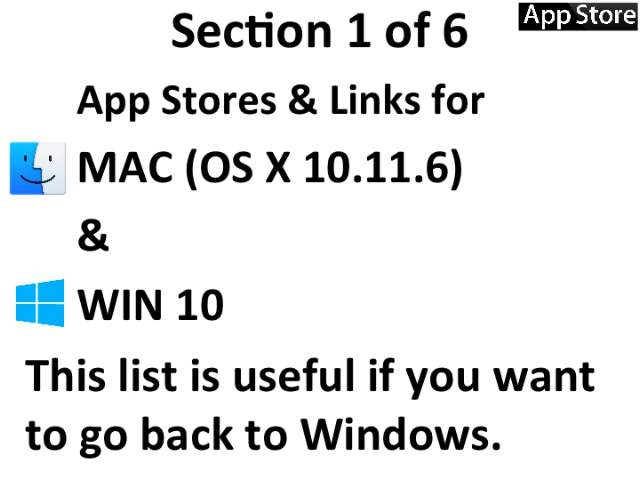 Section 1 of 6
App Store
App Stores & Links for
MAC (OS X 10.11.6)
&
WIN 10
This list is useful if you want
to go back to Windows.